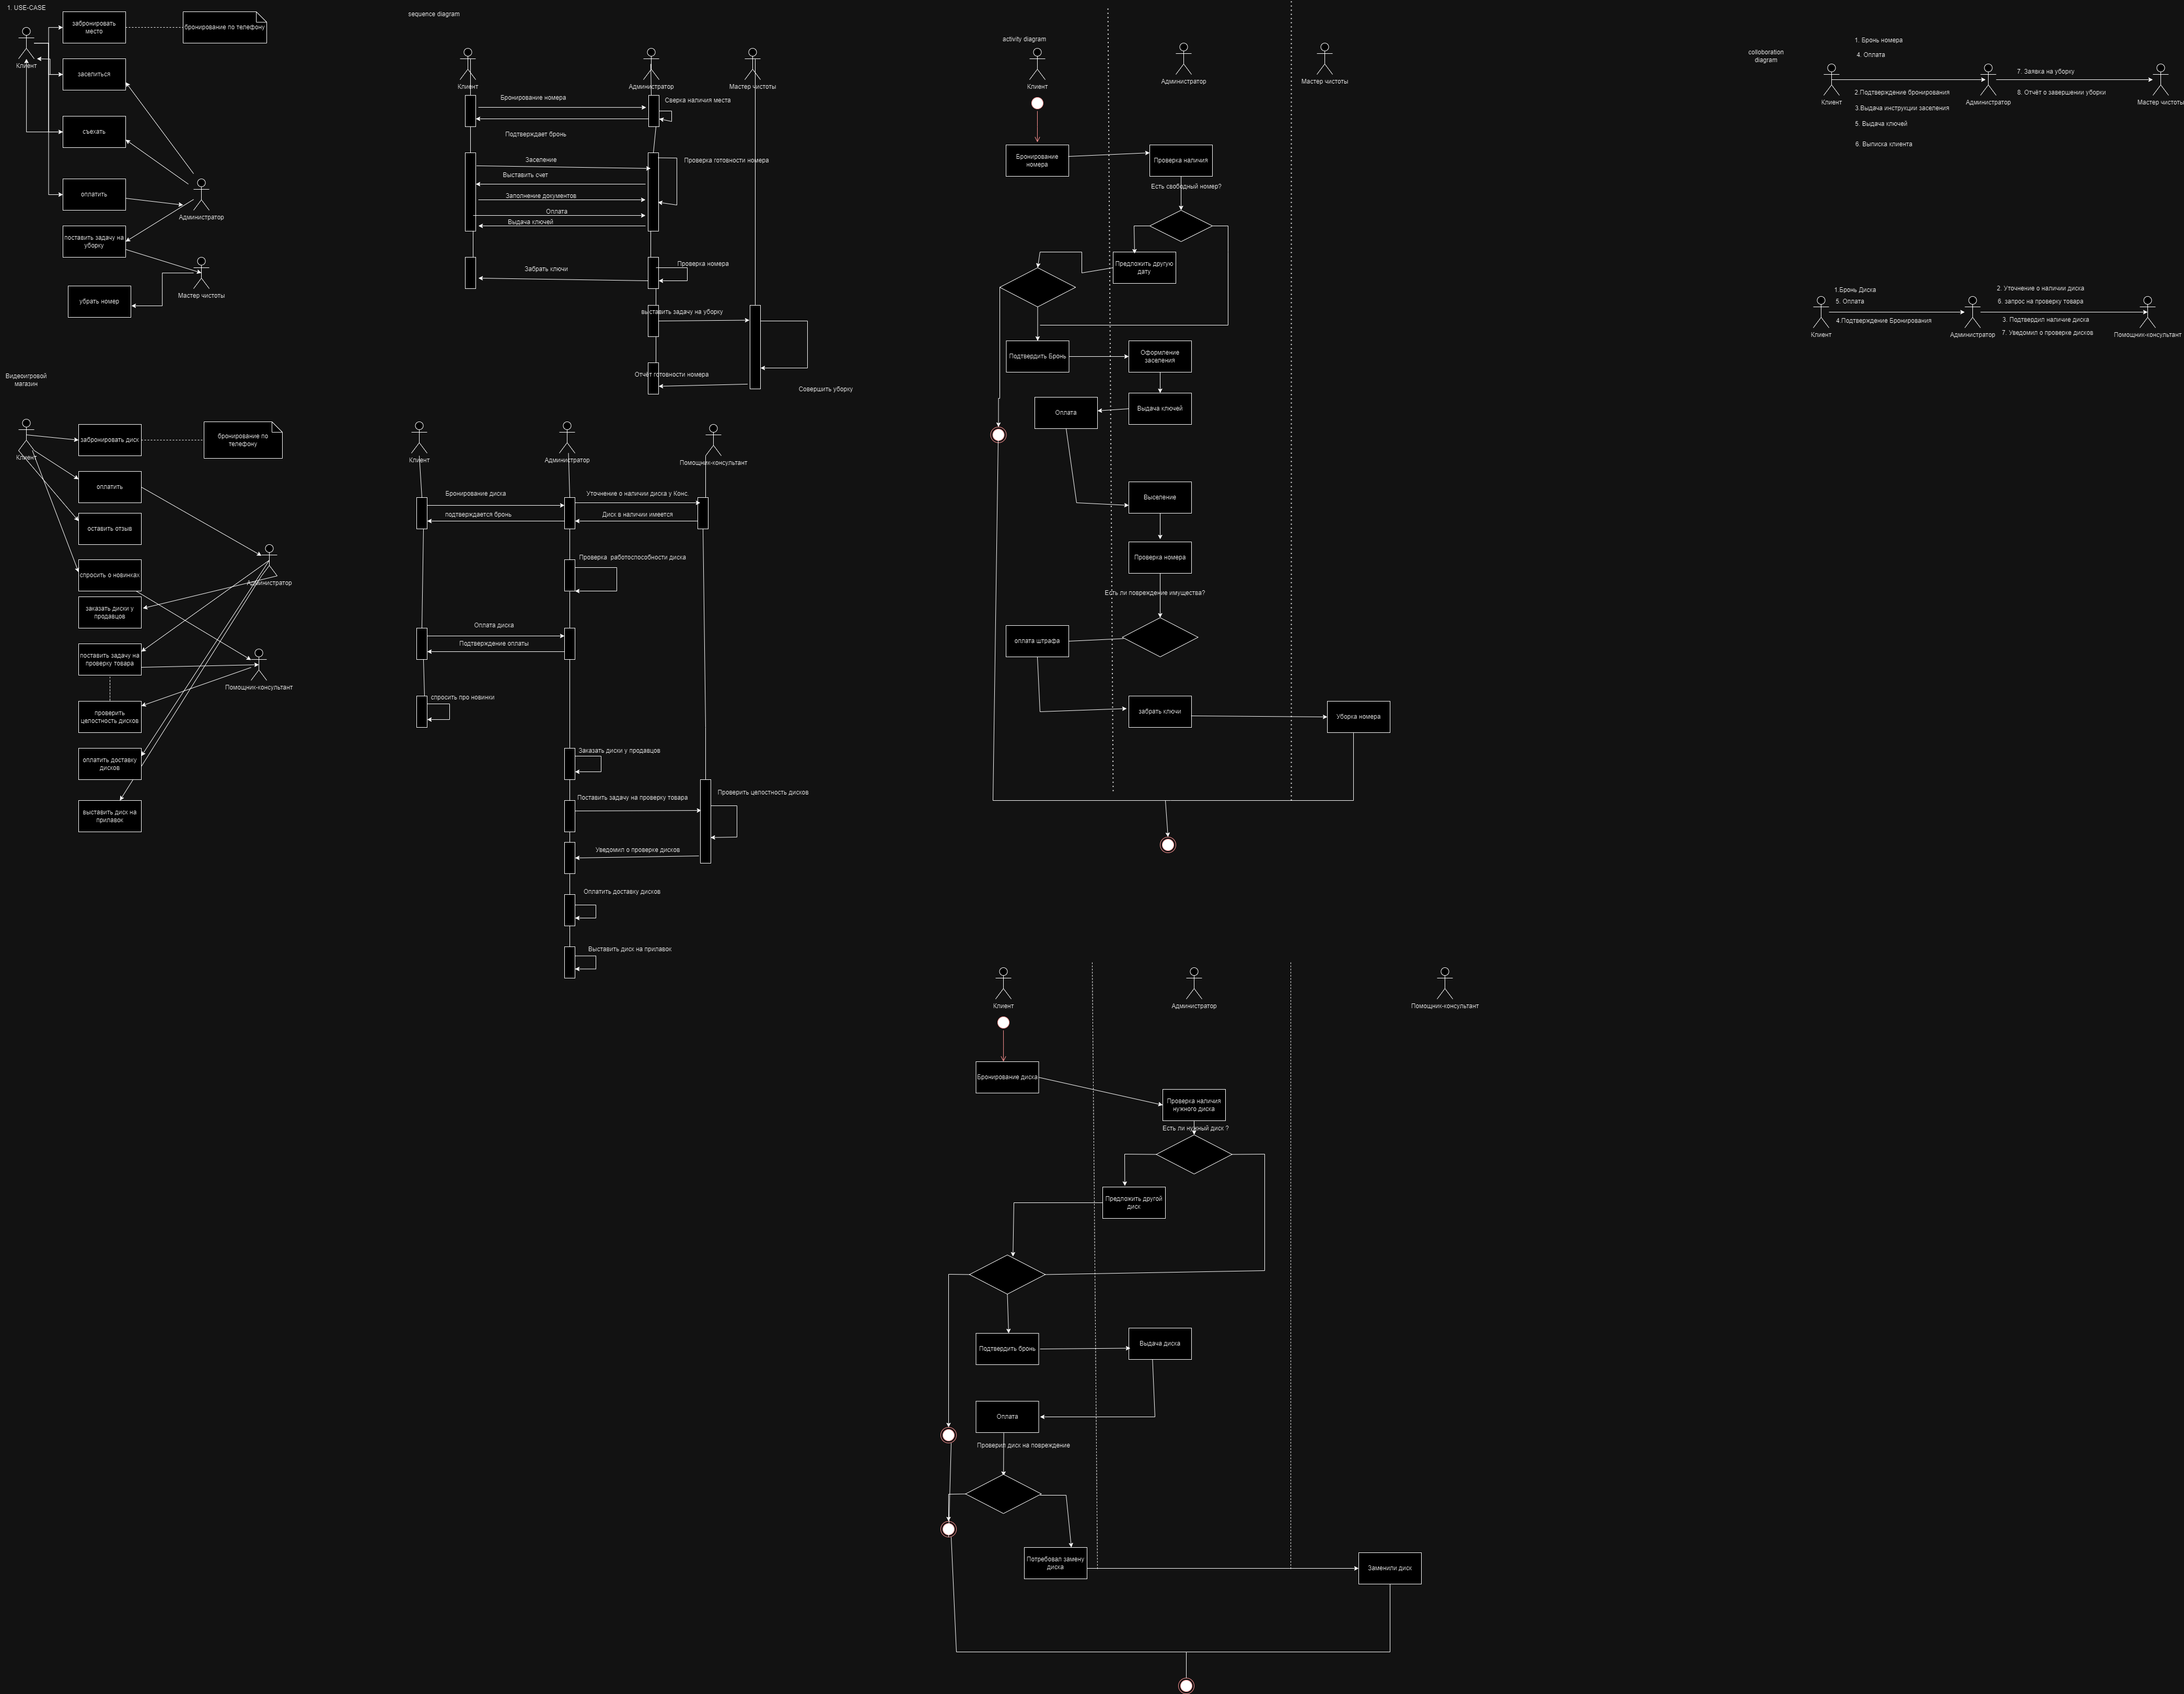 1. USE-CASE
забронировать
место
бронирование по телефону
Клиент
заселиться
съехать
оплатить
Администратор
поставить задачу на
уборку
Мастер чистоты
убрать номер
sequence diagram
Клиент
Администратор
Мастер чистоты
Бронирование номера
Сверка наличия места
Подтверждает бронь
Заселение
Проверка готовности номера
Выставить счет
Заполнение документов
Оплата
Выдача ключей
Проверка номера
Забрать ключи
выставить задачу на уборку
Отчёт готовности номера
Совершить уборку
activity diagram
Клиент
Администратор
Мастер чистоты
Бронирование
номера
Проверка наличия
Есть свободный номер?
Предложить другую
дату
Подтвердить Бронь
Оформление
заселения
Оплата
Выдача ключей
Выселение
Проверка номера
Есть ли повреждение имущества?
оплата штрафа
забрать ключи
Уборка номера
colloboration
diagram
1. Бронь номера
4. Оплата
Клиент
2.Подтверждение бронирования
3.Выдача инструкции заселения
5. Выдача ключей
6. Выписка клиента
Администратор
7. Заявка на уборку
8. Отчёт о завершении уборки
Мастер чистоты
1.Бронь Диска
5. Оплата
4.Подтверждение Бронирования
Клиент
Администратор
2. Уточнение о наличии диска
6. запрос на проверку товара
3. Подтвердил наличие диска
7. Уведомил о проверке дисков
Помощник-консультант
Видеоигровой
магазин
Клиент
забронировать диск
бронирование по
телефону
оплатить
оставить отзыв
спросить о новинках
Администратор
заказать диски у
продавцов
поставить задачу на
проверку товара
Помощник-консультант
проверить
целостность дисков
оплатить доставку
дисков
выставить диск на
прилавок
Клиент
Администратор
Помощник-консультант
Бронирование диска
Уточнение о наличии диска у Конс.
подтверждается бронь
Диск в наличии имеется
Проверка работоспособности диска
Оплата диска
Подтверждение оплаты
спросить про новинки
Заказать диски у продавцов
Поставить задачу на проверку товара
Проверить целостность дисков
Уведомил о проверке дисков
Оплатить доставку дисков
Выставить диск на прилавок
Клиент
Администратор
Помощник-консультант
Бронирование диска
Проверка наличия
нужного диска
Есть ли нужный диск ?
Предложить другой
диск
Подтвердить бронь
Выдача диска
Оплата
Проверил диск на повреждение
Потребовал замену
диска
Заменили диск